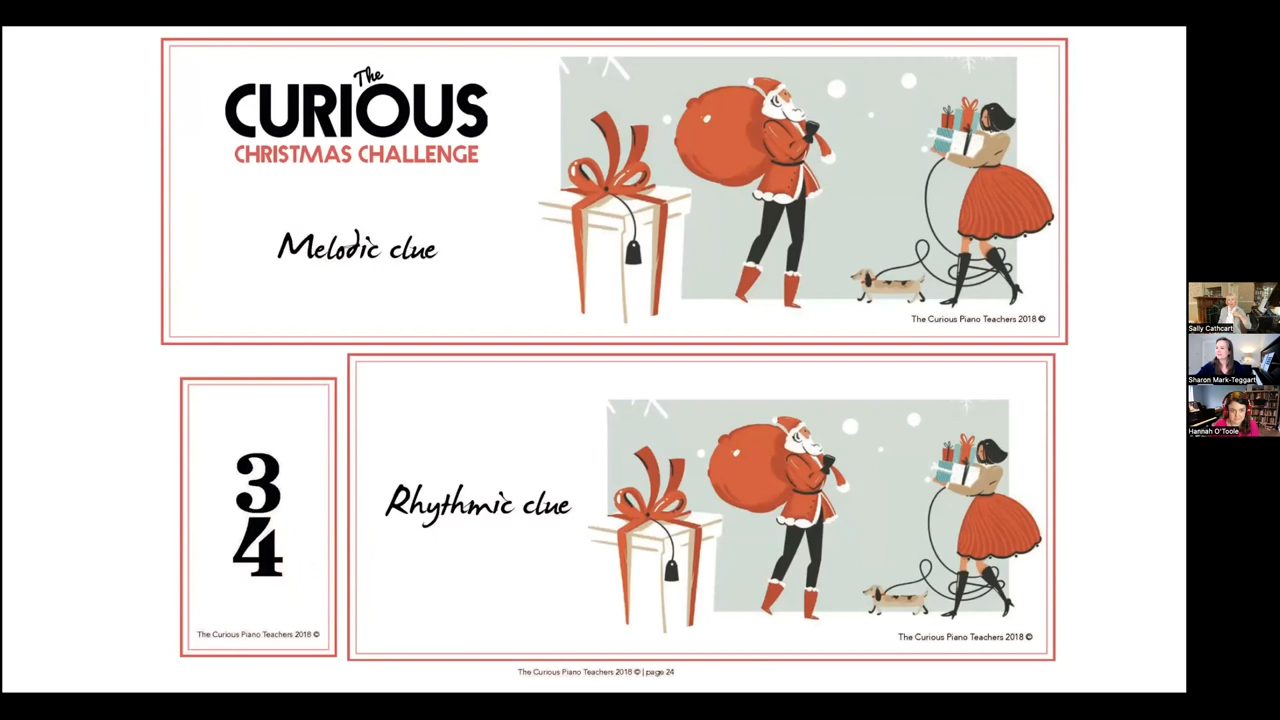 The
CURIOUS
CHRISTMAS CHALLENGE
Melodic clue
The Curious Piano Teachers 2018 ©
3
4
The Curious Piano Teachers 2018 ©
Rhythmic clue
The Curious Piano Teachers 2018 ©
The Curious Piano Teachers 2018 © | page 24
Sally Cathcart
Sharon Mark-Teggart
Hannah O'Toole